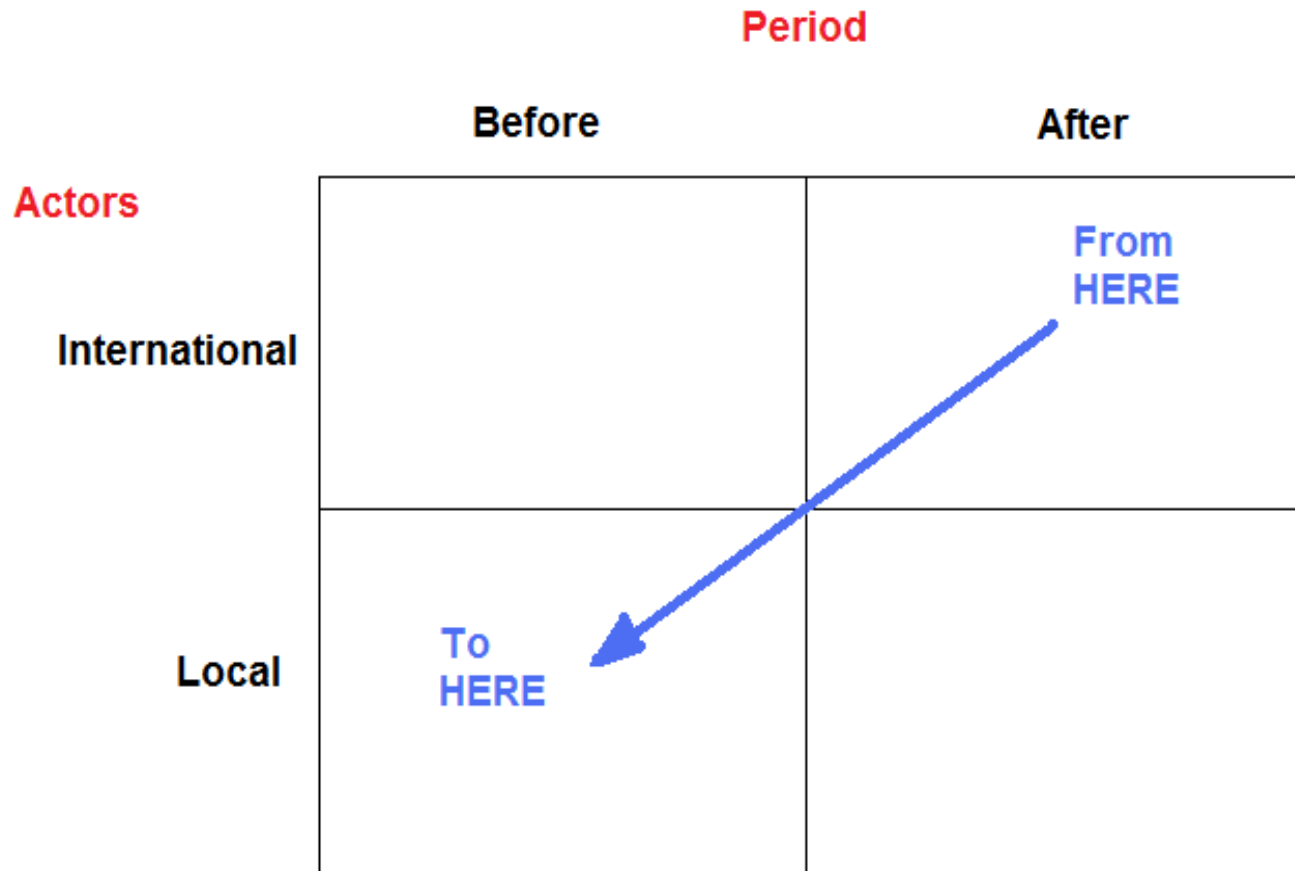 Period
Before
After
Actors
From
HERE
International
To
HERE
Local